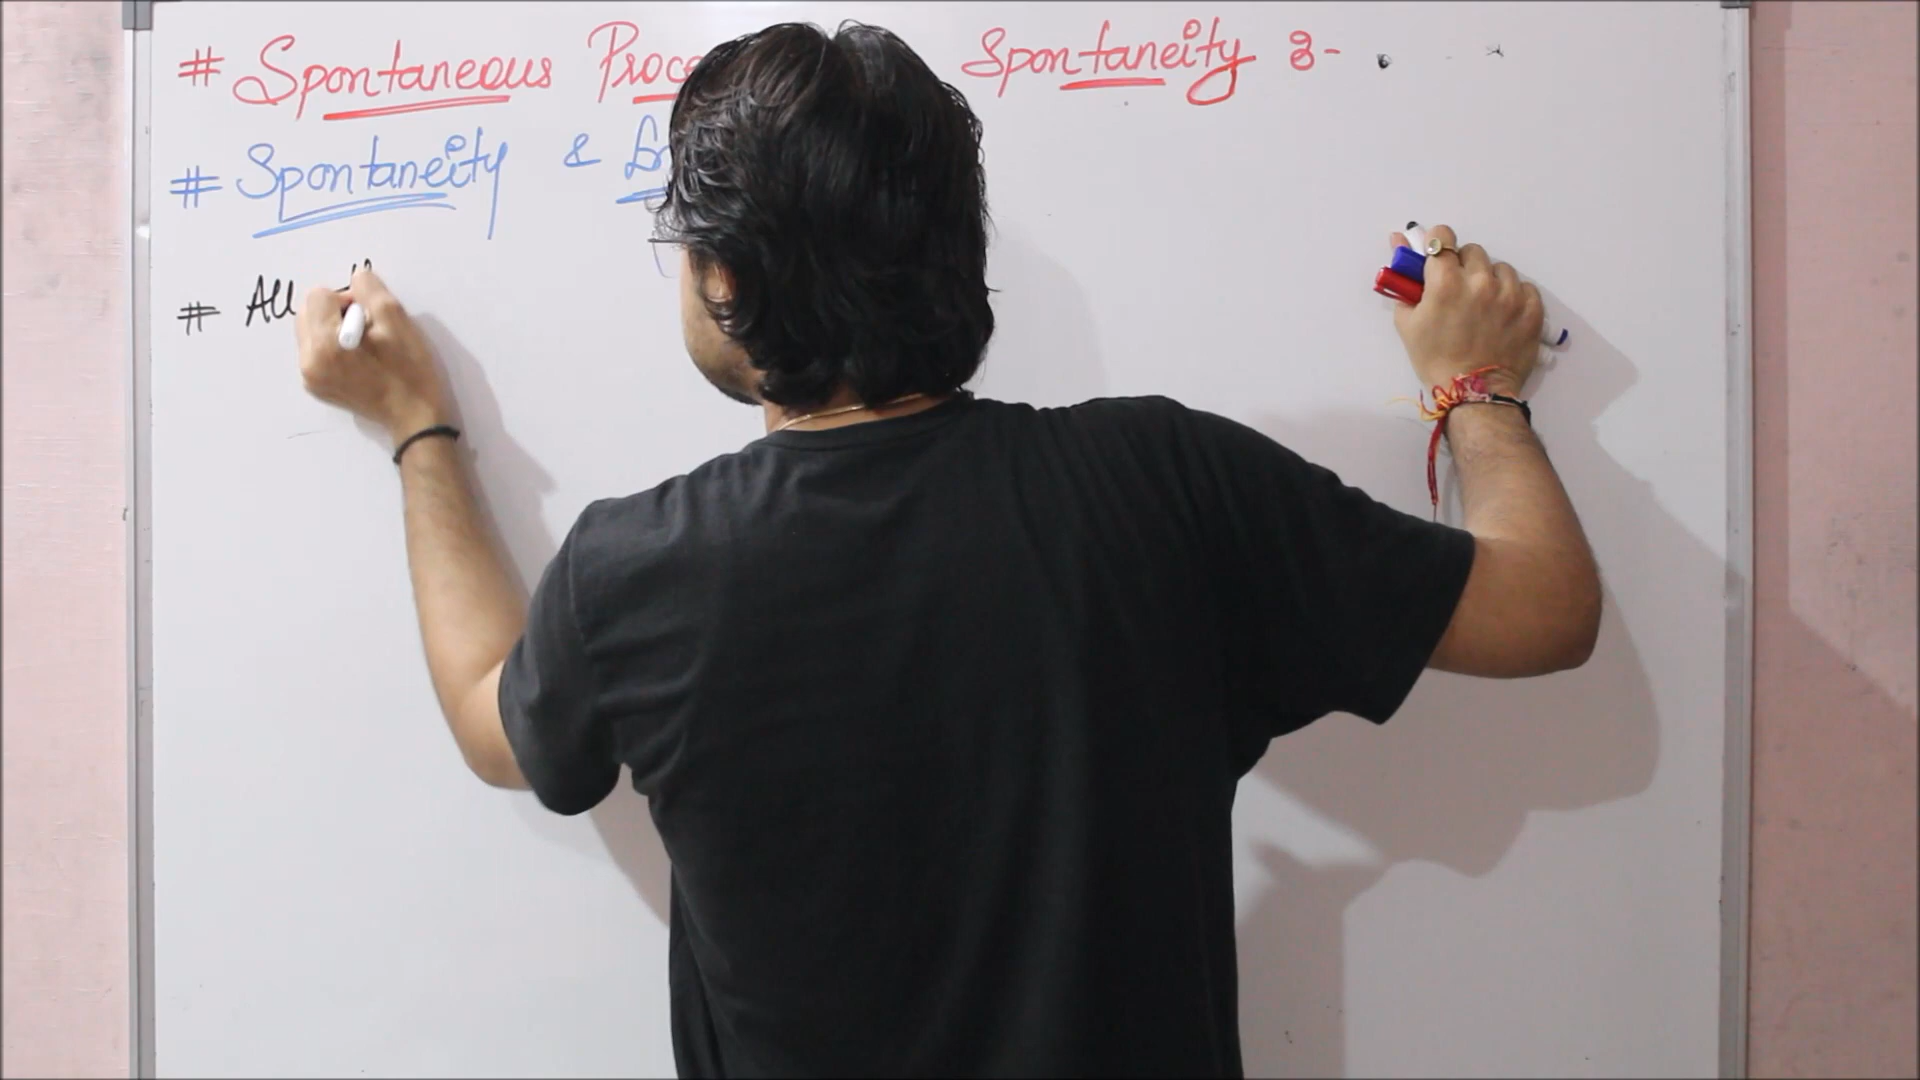 # Spontaneous Proce Spontaneity :-
# Spontaneity &
# All